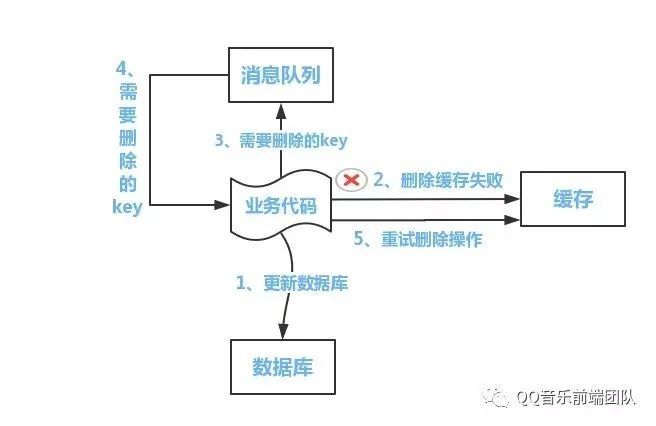 消息队列
4、需要删除的key
3、需要删除的key
2、删除缓存失败
业务代码
缓存
5、重试删除操作
1、更新数据库
数据库
QQ音乐前端团队